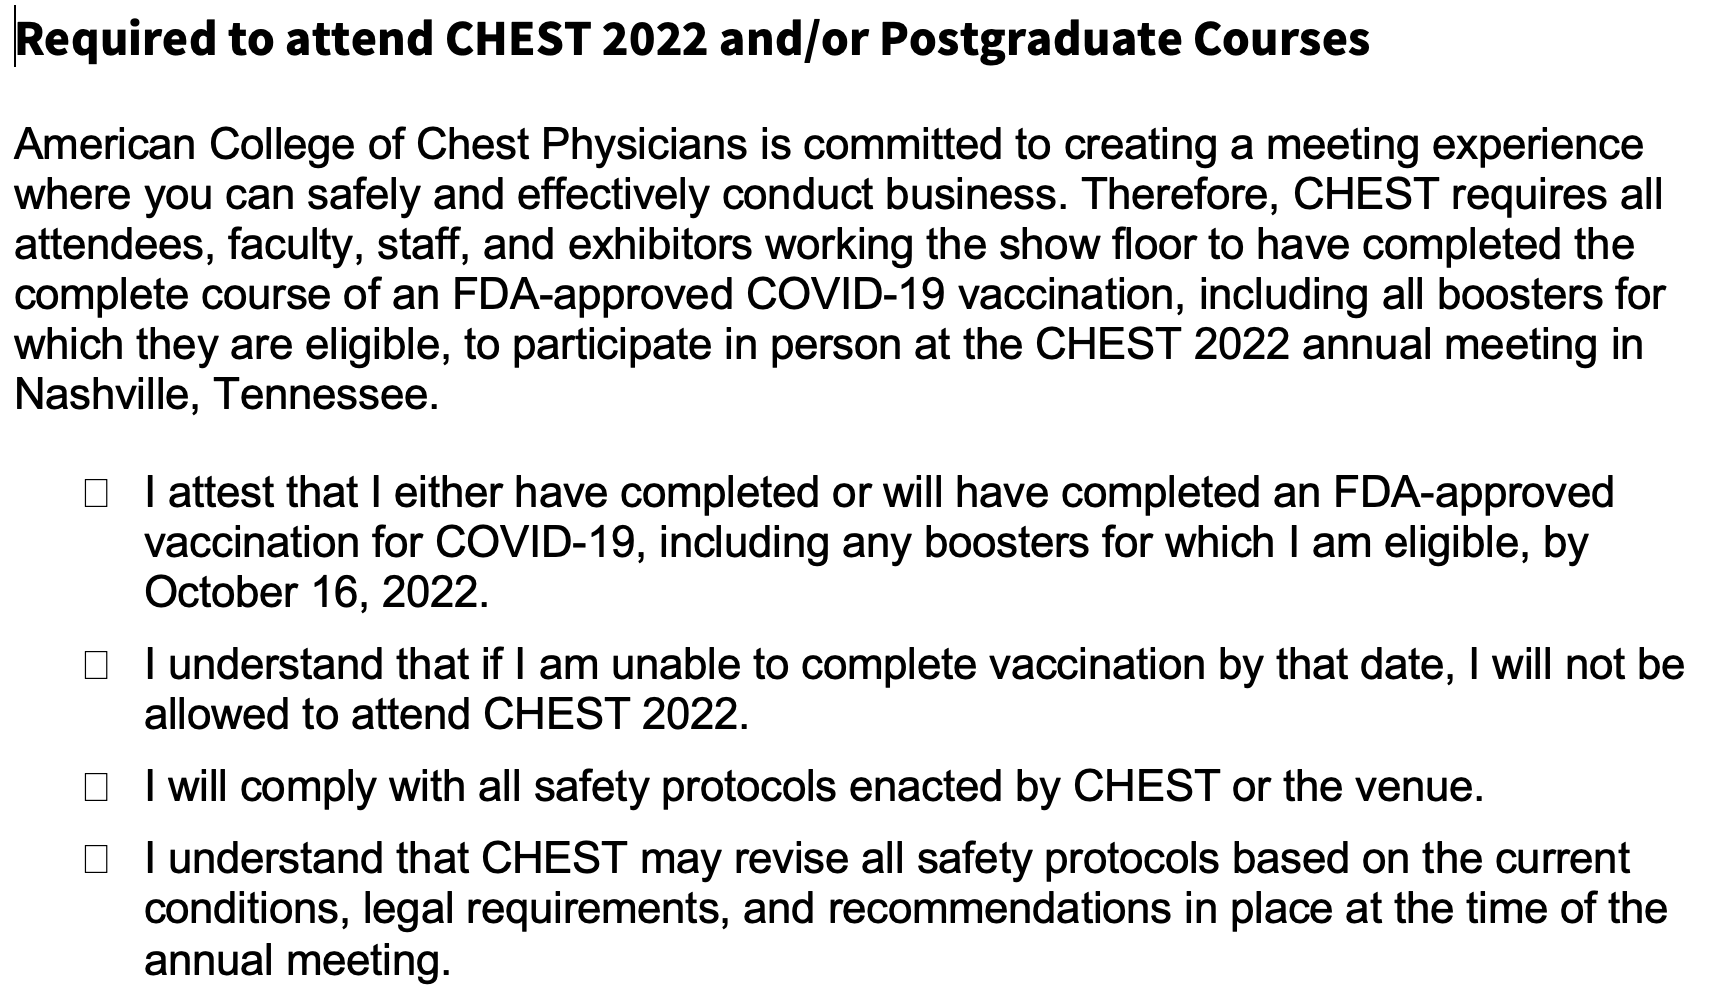 Required to attend CHEST 2022 and/or Postgraduate Courses
American College of Chest Physicians is committed to creating a meeting experience
where you can safely and effectively conduct business. Therefore, CHEST requires all
attendees, faculty, staff, and exhibitors working the show floor to have completed the
complete course of an FDA-approved COVID-19 vaccination, including all boosters for
which they are eligible, to participate in person at the CHEST 2022 annual meeting in
Nashville, Tennessee.
☐ I attest that I either have completed or will have completed an FDA-approved
vaccination for COVID-19, including any boosters for which I am eligible, by
October 16, 2022.
☐ I understand that if I am unable to complete vaccination by that date, I will not be
allowed to attend CHEST 2022.
☐ I will comply with all safety protocols enacted by CHEST or the venue.
☐ I understand that CHEST may revise all safety protocols based on the current
conditions, legal requirements, and recommendations in place at the time of the
annual meeting.